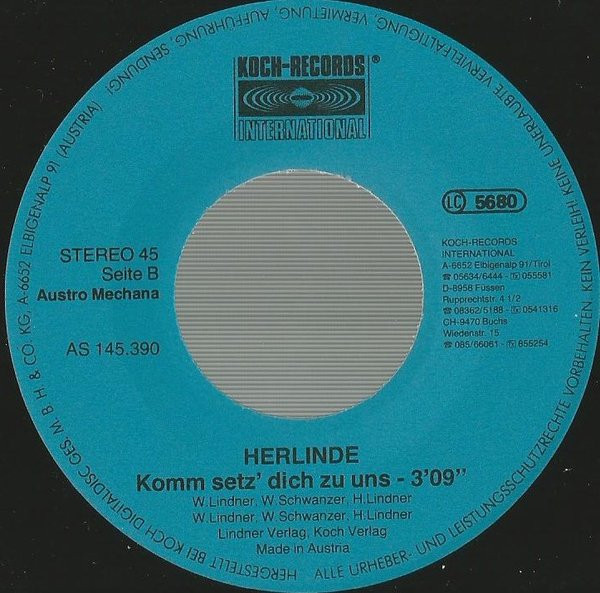 HERGESTELLT BEI KOCH DIGITALDISC GES. M. B. H. & CO. KG, A-6652 ELBIGENALP 91 (AUSTRIA)
ALLE URHEBER- UND LEISTUNGSSCHUTZRECHTE VORBEHALTEN. KEIN VERLEIH! KEINE UNERLAUBTE VERVIELFÄLTIGUNG, VERMIETUNG, AUFFÜHRUNG, SENDUNG!
KOCH-RECORDS®
INTERNATIONAL
LC 5680
STEREO 45
Seite B
Austro Mechana
AS 145.390
KOCH-RECORDS
INTERNATIONAL
A-6652 Elbigenalp 91/Tirol
☎ 05634/6444 - 055581
D-8958 Füssen
Rupprechtstr. 4 1/2
☎ 08362/5188 - 0541316
CH-9470 Buchs
Wiedenstr. 15
☎ 085/66061 - 855254
HERLINDE
Komm setz' dich zu uns - 3'09"
W.Lindner, W.Schwanzer, H.Lindner
W.Lindner, W.Schwanzer, H.Lindner
Lindner Verlag, Koch Verlag
Made in Austria